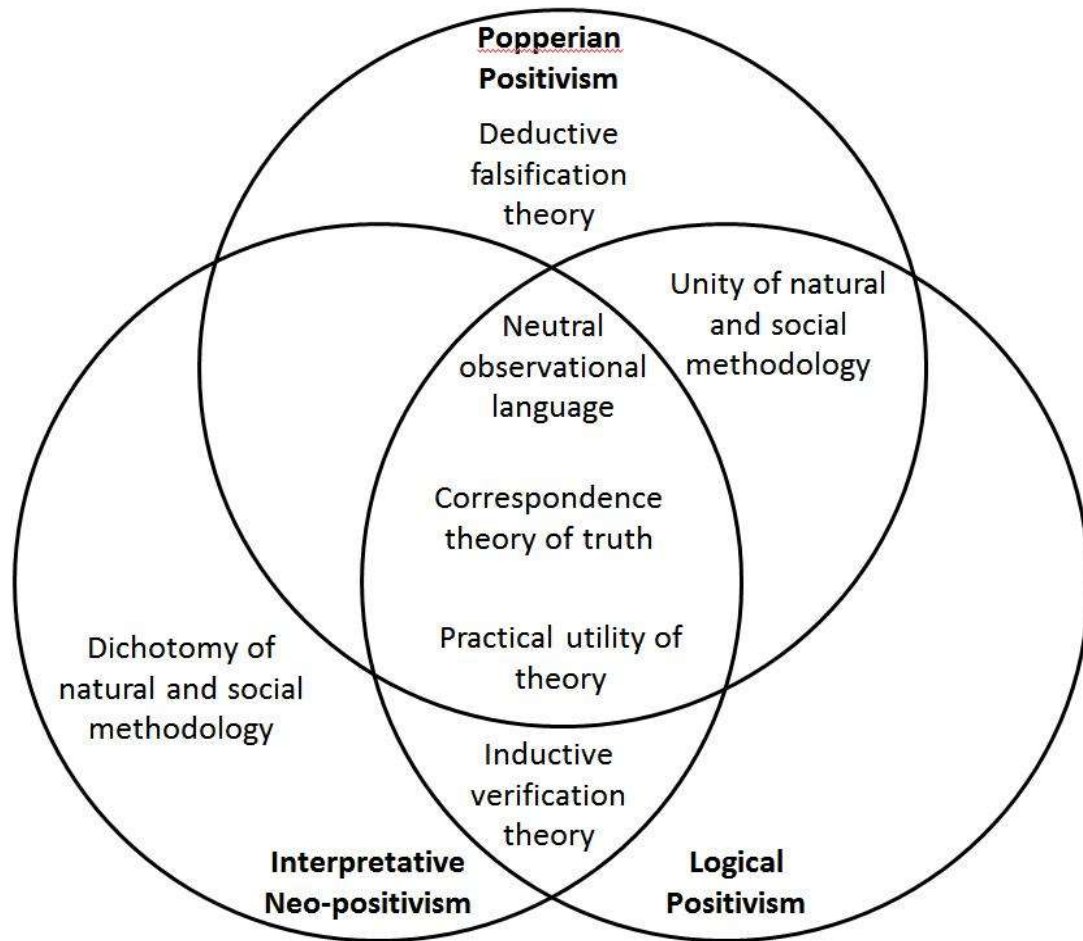 Popperian
Positivism
Deductive
falsification
theory
Unity of natural
and social
methodology
Neutral
observational
language
Correspondence
theory of truth
Practical utility of
theory
Dichotomy of
natural and social
methodology
Inductive
verification
theory
Interpretative
Neo-positivism
Logical
Positivism